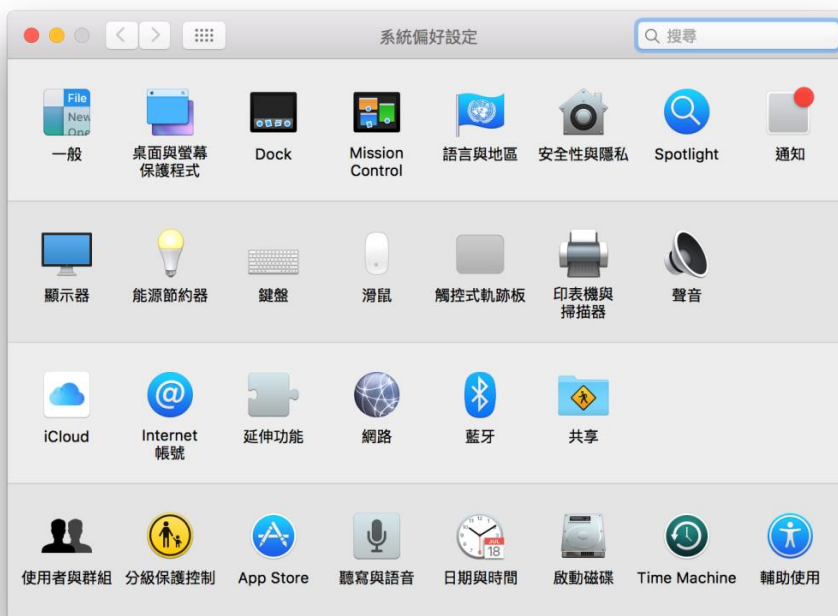 系統偏好設定
搜尋
File
New
One
一般
桌面與螢幕
保護程式
Dock
Mission
Control
語言與地區
安全性與隱私
Spotlight
通知
顯示器
能源節約器
鍵盤
滑鼠
觸控式軌跡板
印表機與
掃描器
聲音
iCloud
Internet
帳號
延伸功能
網路
藍牙
共享
使用者與群組
分級保護控制
App Store
聽寫與語音
JUL
18
日期與時間
啟動磁碟
Time Machine
輔助使用